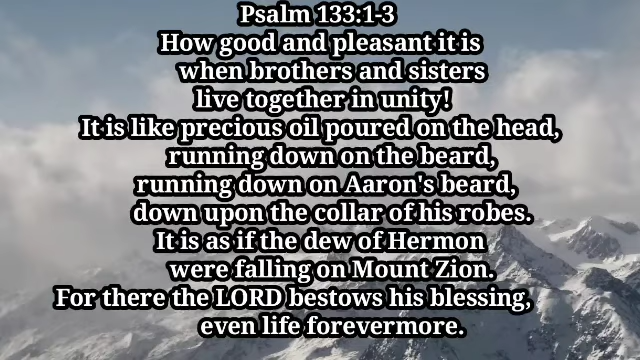 Psalm 133:1-3
How good and pleasant it is
when brothers and sisters
live together in unity!
It is like precious oil poured on the head,
running down on the beard,
running down on Aaron's beard,
down upon the collar of his robes.
It is as if the dew of Hermon
were falling on Mount Zion.
For there the LORD bestows his blessing,
even life forevermore.